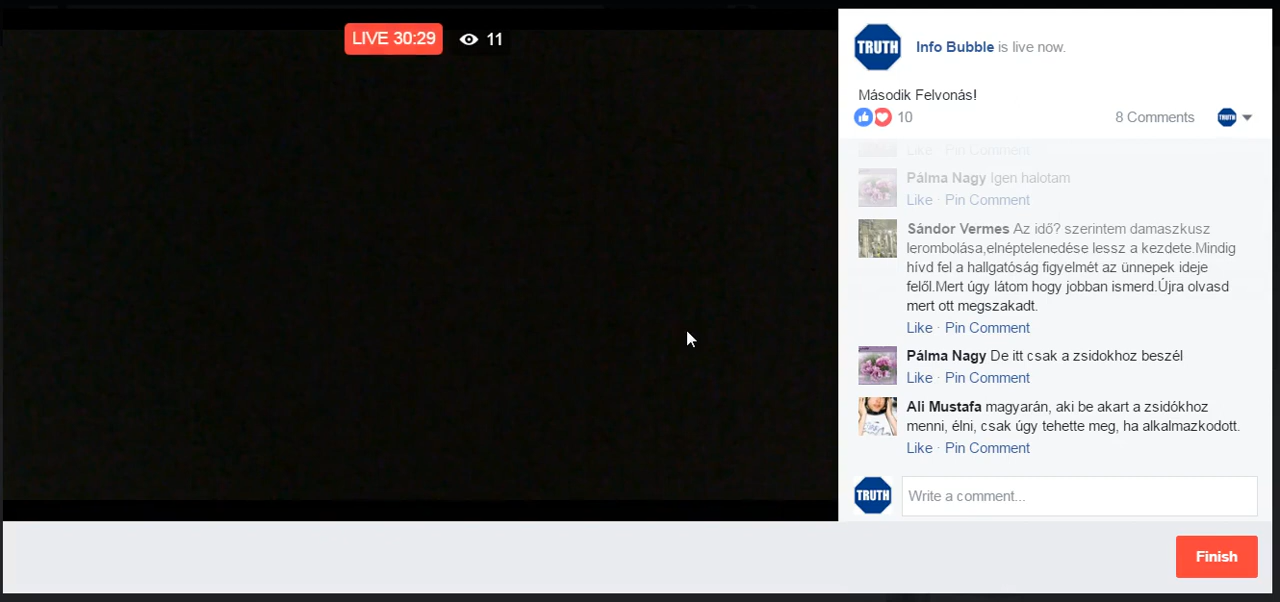 LIVE 30:29 11
TRUTH
Info Bubble is live now.
Második Felvonás!
10
8 Comments
TRUTH
Like · Pin Comment
Pálma Nagy Igen halotam
Like · Pin Comment
Sándor Vermes Az idő? szerintem damaszkusz
lerombolása,elnéptelenedése lessz a kezdete.Mindig
hívd fel a hallgatóság figyelmét az ünnepek ideje
felől.Mert úgy látom hogy jobban ismerd.Újra olvasd
mert ott megszakadt.
Like · Pin Comment
Pálma Nagy De itt csak a zsidokhoz beszél
Like · Pin Comment
Ali Mustafa magyarán, aki be akart a zsidókhoz
menni, élni, csak úgy tehette meg, ha alkalmazkodott.
Like · Pin Comment
TRUTH
Write a comment...
Finish